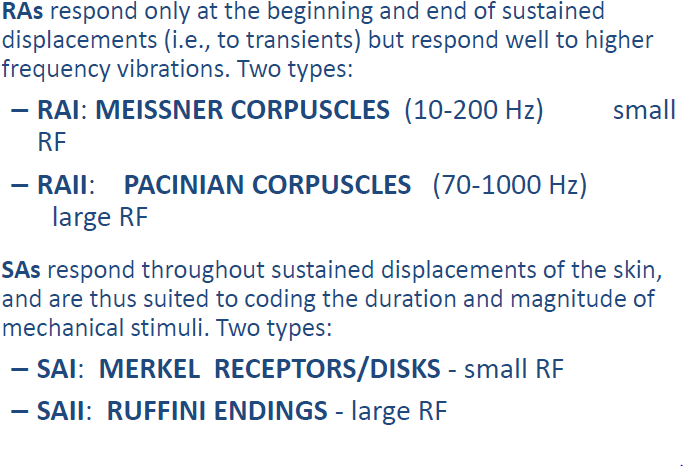 RAs respond only at the beginning and end of sustained
displacements (i.e., to transients) but respond well to higher
frequency vibrations. Two types:
– RAI: MEISSNER CORPUSCLES (10-200 Hz) small
RF
– RAII: PACINIAN CORPUSCLES (70-1000 Hz)
large RF
SAs respond throughout sustained displacements of the skin,
and are thus suited to coding the duration and magnitude of
mechanical stimuli. Two types:
– SAI: MERKEL RECEPTORS/DISKS - small RF
– SAII: RUFFINI ENDINGS - large RF
.